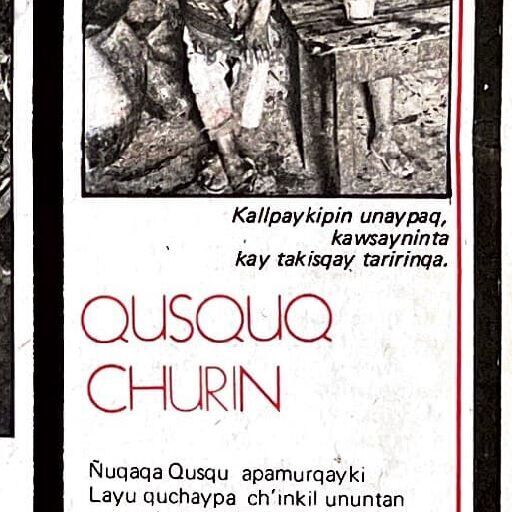 Kallpaykipin unaypaq,
kawsayninta
kay takisqay taririnqa.
QUSQUQ
CHURIN
Ñuqaqa Qusqu apamurqayki
Layu quchaypa ch'inkil ununtan